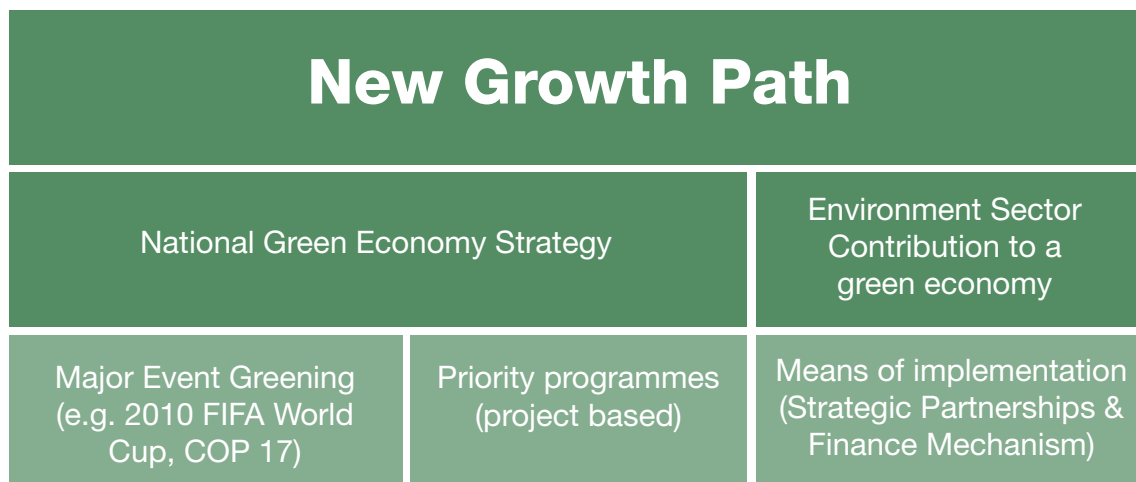 New Growth Path
National Green Economy Strategy
Environment Sector
Contribution to a
green economy
Major Event Greening
(e.g. 2010 FIFA World
Cup, COP 17)
Priority programmes
(project based)
Means of implementation
(Strategic Partnerships &
Finance Mechanism)